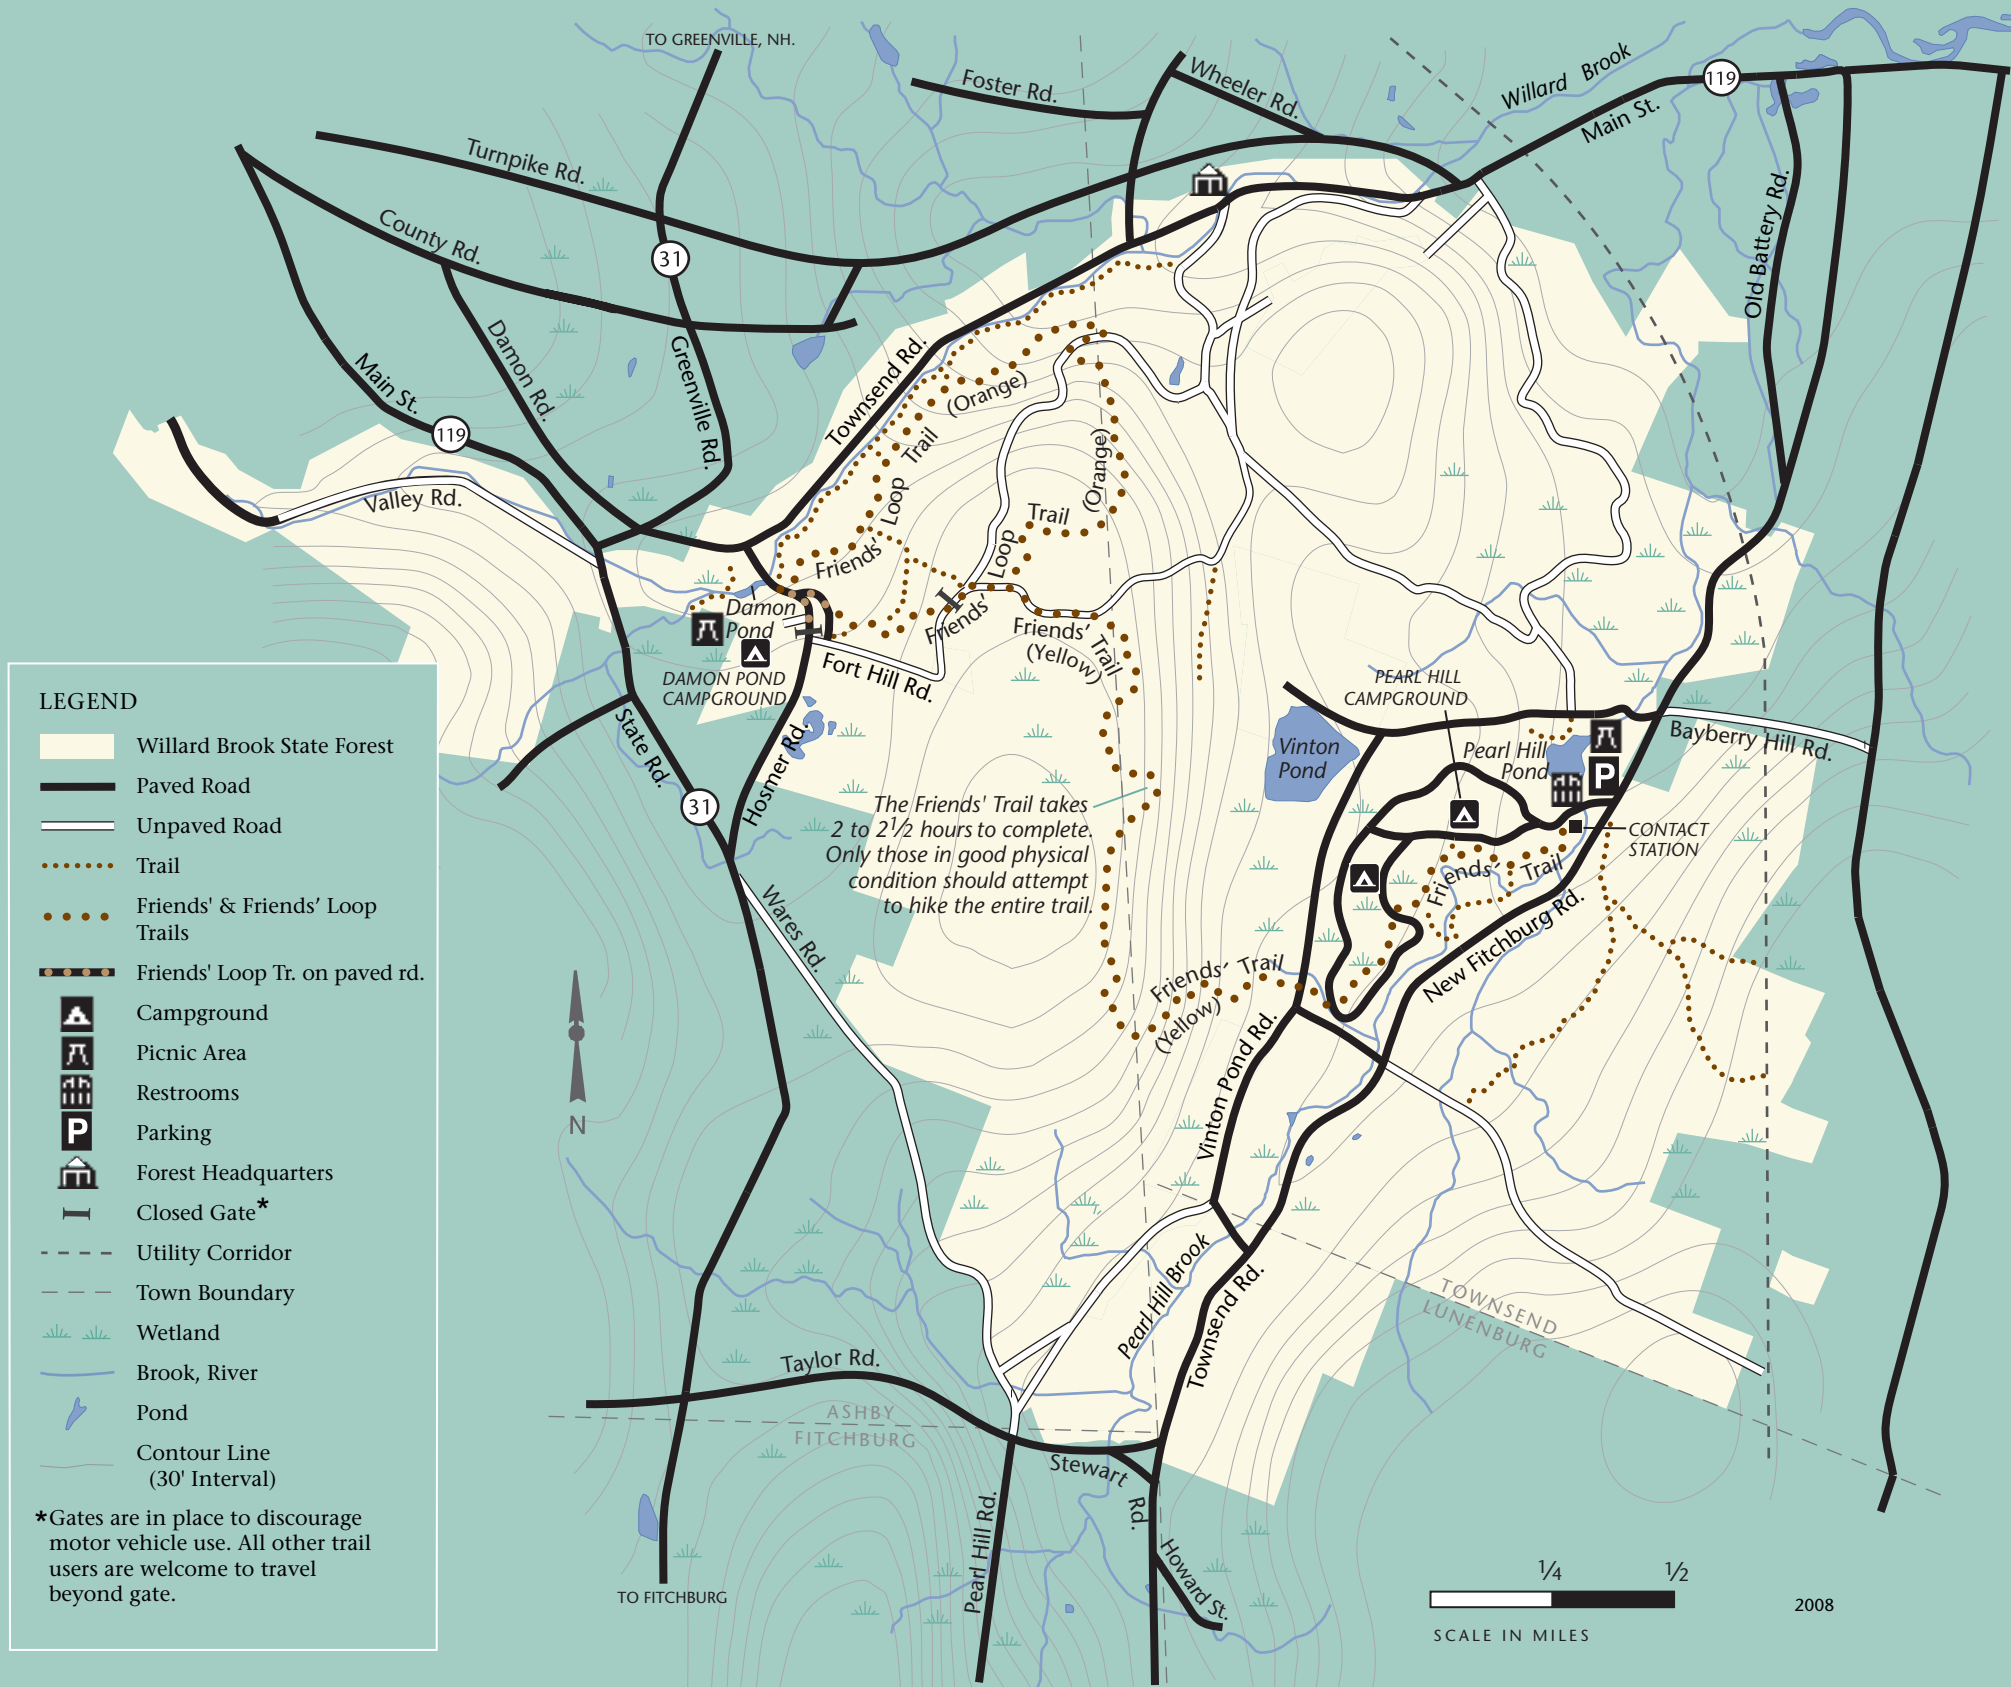 TO GREENVILLE, NH.
Foster Rd.
Wheeler Rd.
Willard Brook
119
Main St.
Turnpike Rd.
County Rd.
31
Old Battery Rd.
Damon Rd.
Main St.
119
Greenville Rd.
Townsend Rd.
(Orange)
Trail
Loop
Friends'
(Orange)
Trail
Loop
Friends'
Valley Rd.
Damon
Pond
DAMON POND
CAMPGROUND
Fort Hill Rd.
Friends' Trail
(Yellow)
PEARL HILL
CAMPGROUND
Vinton
Pond
Pearl Hill
Pond
P
Bayberry Hill Rd.
CONTACT
STATION
State Rd.
31
Hosmer Rd.
The Friends' Trail takes
2 to 2½ hours to complete.
Only those in good physical
condition should attempt
to hike the entire trail.
Friends' Trail
New Fitchburg Rd.
Wares Rd.
Friends' Trail
(Yellow)
Vinton Pond Rd.
N
Pearl Hill Brook
Townsend Rd.
TOWNSEND
LUNENBURG
Taylor Rd.
ASHBY
FITCHBURG
Stewart Rd.
Pearl Hill Rd.
Howard St.
TO FITCHBURG
LEGEND
Willard Brook State Forest
Paved Road
Unpaved Road
Trail
Friends' & Friends' Loop
Trails
Friends' Loop Tr. on paved rd.
Campground
Picnic Area
Restrooms
P Parking
Forest Headquarters
Closed Gate*
Utility Corridor
Town Boundary
Wetland
Brook, River
Pond
Contour Line
(30' Interval)
*Gates are in place to discourage
motor vehicle use. All other trail
users are welcome to travel
beyond gate.
¼ ½
SCALE IN MILES
2008